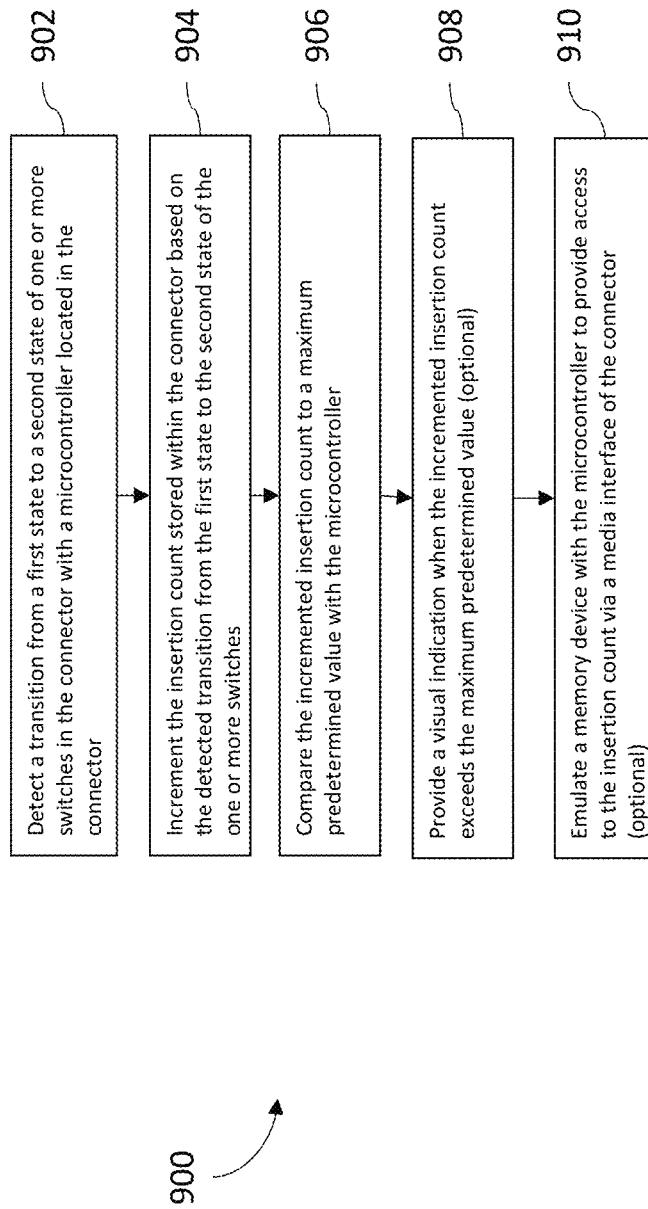 900
Detect a transition from a first state to a second state of one or more
switches in the connector with a microcontroller located in the
connector
902
Increment the insertion count stored within the connector based on
the detected transition from the first state to the second state of the
one or more switches
904
Compare the incremented insertion count to a maximum
predetermined value with the microcontroller
906
Provide a visual indication when the incremented insertion count
exceeds the maximum predetermined value (optional)
908
Emulate a memory device with the microcontroller to provide access
to the insertion count via a media interface of the connector
(optional)
910